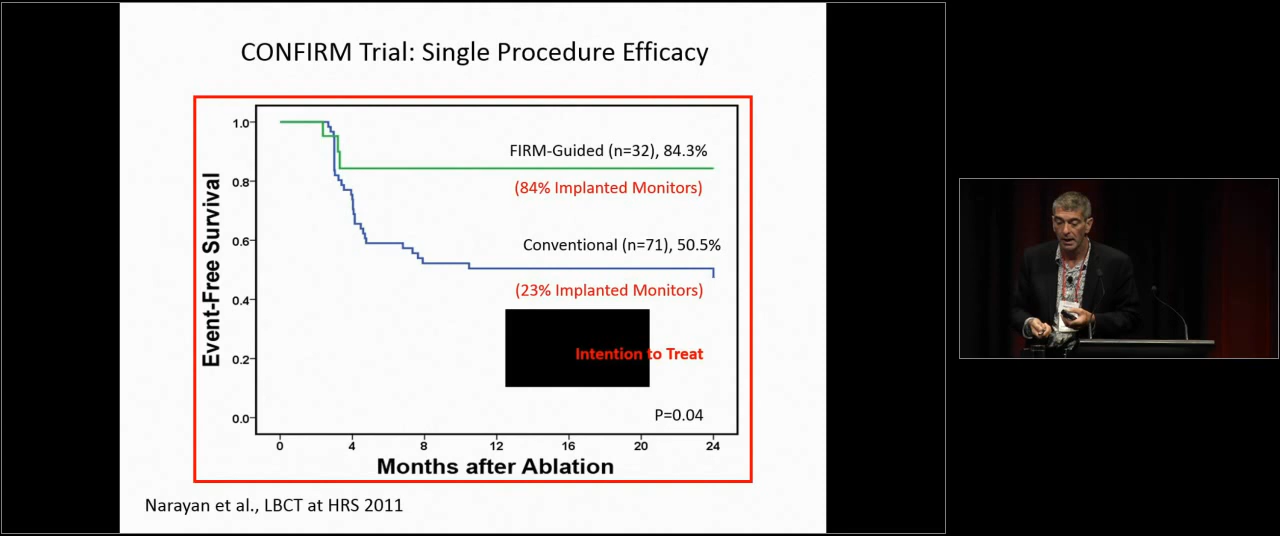 CONFIRM Trial: Single Procedure Efficacy
Event-Free Survival
1.0
0.8
0.6
0.4
0.2
0.0
FIRM-Guided (n=32), 84.3%
(84% Implanted Monitors)
Conventional (n=71), 50.5%
(23% Implanted Monitors)
Intention to Treat
P=0.04
0 4 8 12 16 20 24
Months after Ablation
Narayan et al., LBCT at HRS 2011